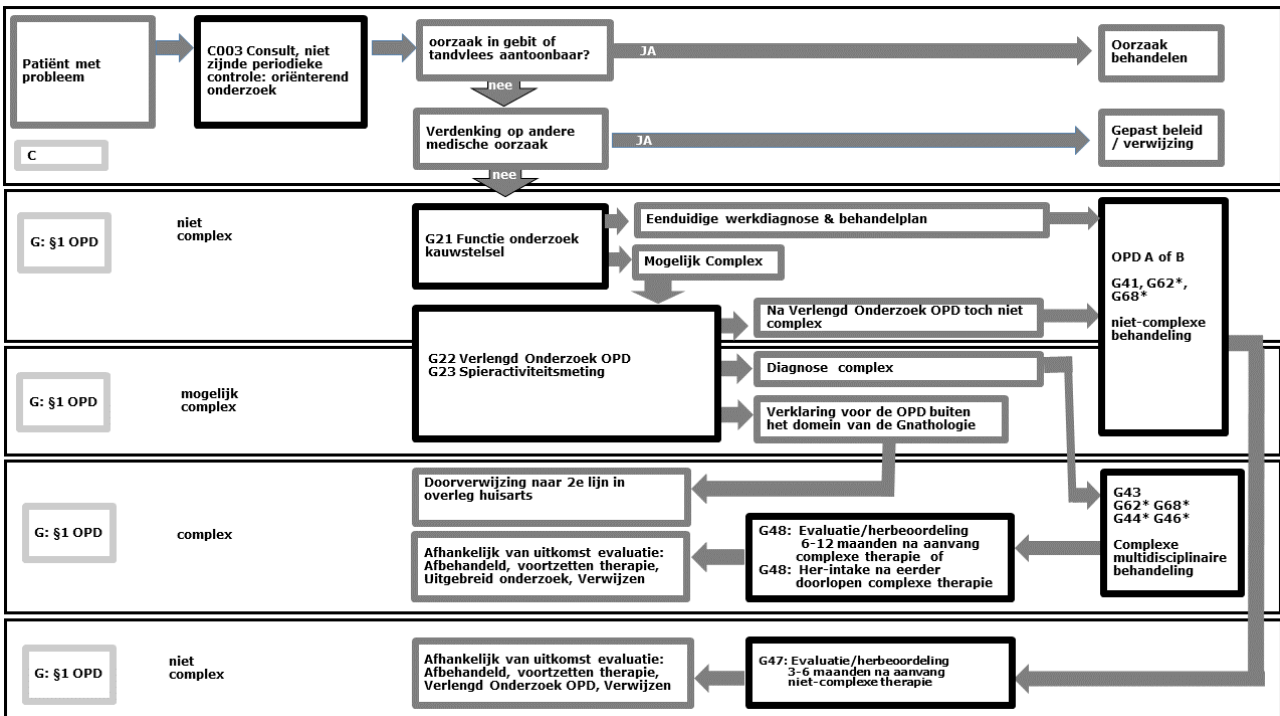 Patiënt met
probleem
C003 Consult, niet
zijnde periodieke
controle: oriënterend
onderzoek
oorzaak in gebit of
tandvlees aantoonbaar?
JA
Oorzaak
behandelen
nee
C
Verdenking op andere
medische oorzaak
JA
Gepast beleid
/ verwijzing
nee
G: §1 OPD
niet
complex
G21 Functie onderzoek
kauwstelsel
Eenduidige werkdiagnose & behandelplan
Mogelijk Complex
OPD A of B
G41, G62*,
G68*
niet-complexe
behandeling
Na Verlengd Onderzoek OPD toch niet
complex
G: §1 OPD
mogelijk
complex
G22 Verlengd Onderzoek OPD
G23 Spieractiviteitsmeting
Diagnose complex
Verklaring voor de OPD buiten
het domein van de Gnathologie
G: §1 OPD
complex
Doorverwijzing naar 2e lijn in
overleg huisarts
G43
G62* G68*
G44* G46*
Complexe
multidisciplinaire
behandeling
G48: Evaluatie/herbeoordeling
6-12 maanden na aanvang
complexe therapie of
G48: Her-intake na eerder
doorlopen complexe therapie
Afhankelijk van uitkomst evaluatie:
Afbehandeld, voortzetten therapie,
Uitgebreid onderzoek, Verwijzen
G: §1 OPD
niet
complex
Afhankelijk van uitkomst evaluatie:
Afbehandeld, voortzetten therapie,
Verlengd Onderzoek OPD, Verwijzen
G47: Evaluatie/herbeoordeling
3-6 maanden na aanvang
niet-complexe therapie